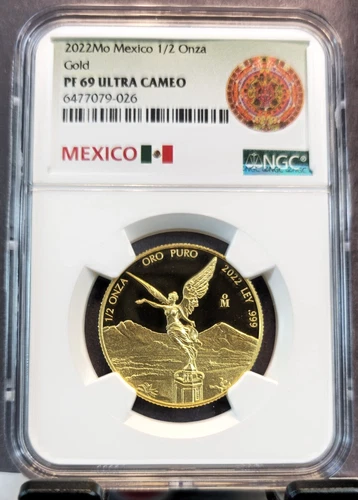 2022Mo Mexico 1/2 Onza
Gold
PF 69 ULTRA CAMEO
6477079-026
MEXICO
NGC
1/2 ONZA ORO PURO 2022 LEY .999
Mo